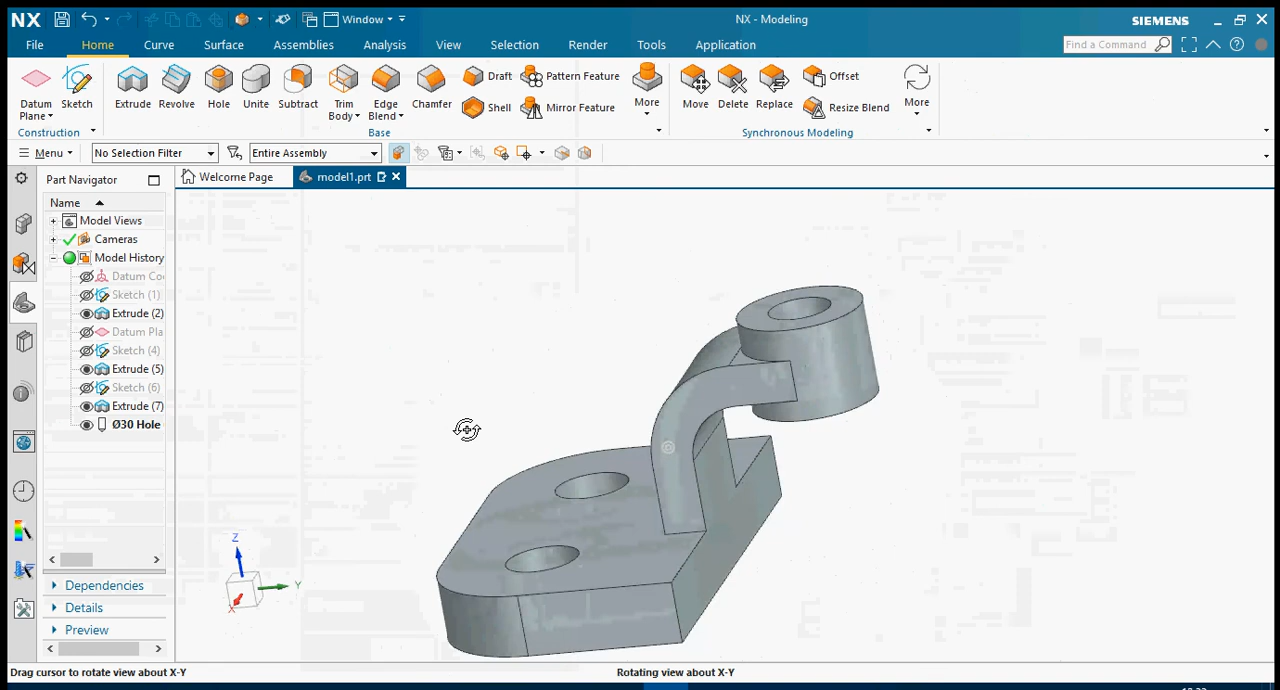 NX
Window
NX - Modeling
SIEMENS
File Home Curve Surface Assemblies Analysis View Selection Render Tools Application
Find a Command
Datum Plane Sketch Extrude Revolve Hole Unite Subtract Trim Body Edge Blend Chamfer Draft Shell Pattern Feature Mirror Feature More Move Delete Replace Offset Resize Blend More
Construction Base Synchronous Modeling
Menu No Selection Filter Entire Assembly
Part Navigator
Welcome Page model1.prt
Name
Model Views
Cameras
Model History
Datum Co
Sketch (1)
Extrude (2)
Datum Pla
Sketch (4)
Extrude (5)
Sketch (6)
Extrude (7)
Ø30 Hole
Dependencies
Details
Preview
Z
Y
X
Drag cursor to rotate view about X-Y
Rotating view about X-Y